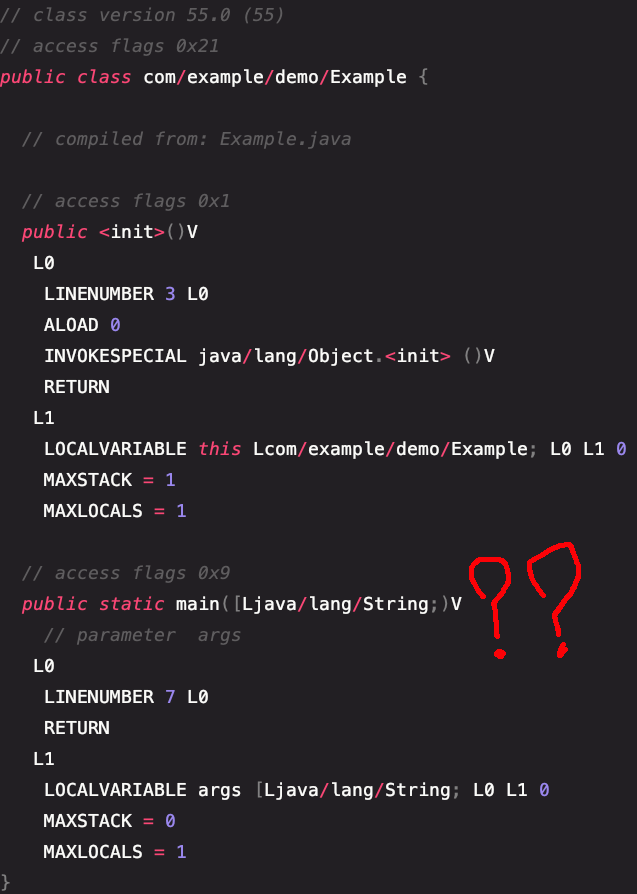 // class version 55.0 (55)
// access flags 0x21
public class com/example/demo/Example {
// compiled from: Example.java
// access flags 0x1
public <init>()V
L0
LINENUMBER 3 L0
ALOAD 0
INVOKESPECIAL java/lang/Object.<init> ()V
RETURN
L1
LOCALVARIABLE this Lcom/example/demo/Example; L0 L1 0
MAXSTACK = 1
MAXLOCALS = 1
// access flags 0x9
public static main([Ljava/lang/String;)V ??
// parameter  args
L0
LINENUMBER 7 L0
RETURN
L1
LOCALVARIABLE args [Ljava/lang/String; L0 L1 0
MAXSTACK = 0
MAXLOCALS = 1
}